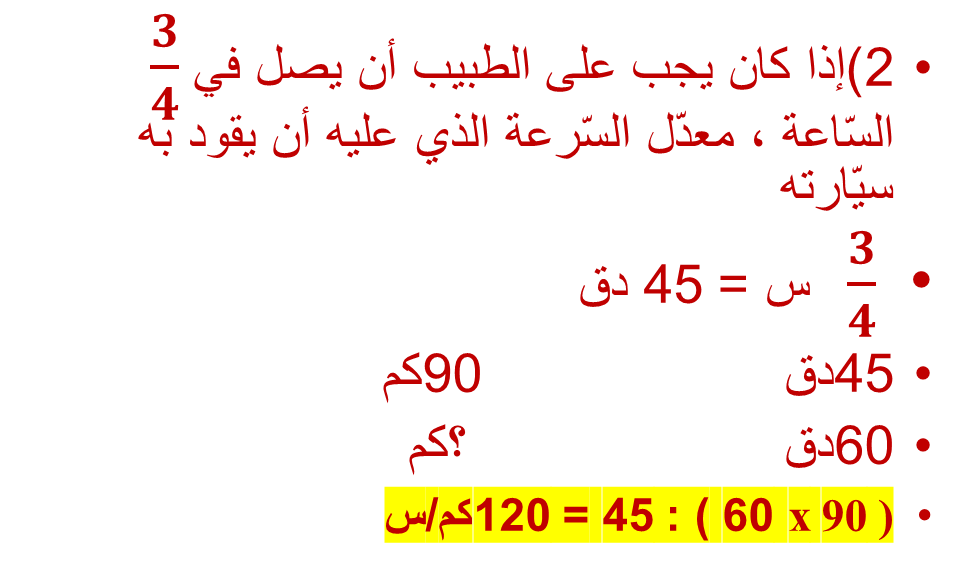 • 2)إذا كان يجب على الطبيب أن يصل في 3/4
السّاعة ، معدّل السّرعة الذي عليه أن يقود به
سيّارته
• 3/4 س = 45 دق
• 45دق 90كم
• 60دق ؟كم
• ( 90 x 60 ) : 45 = 120كم/س